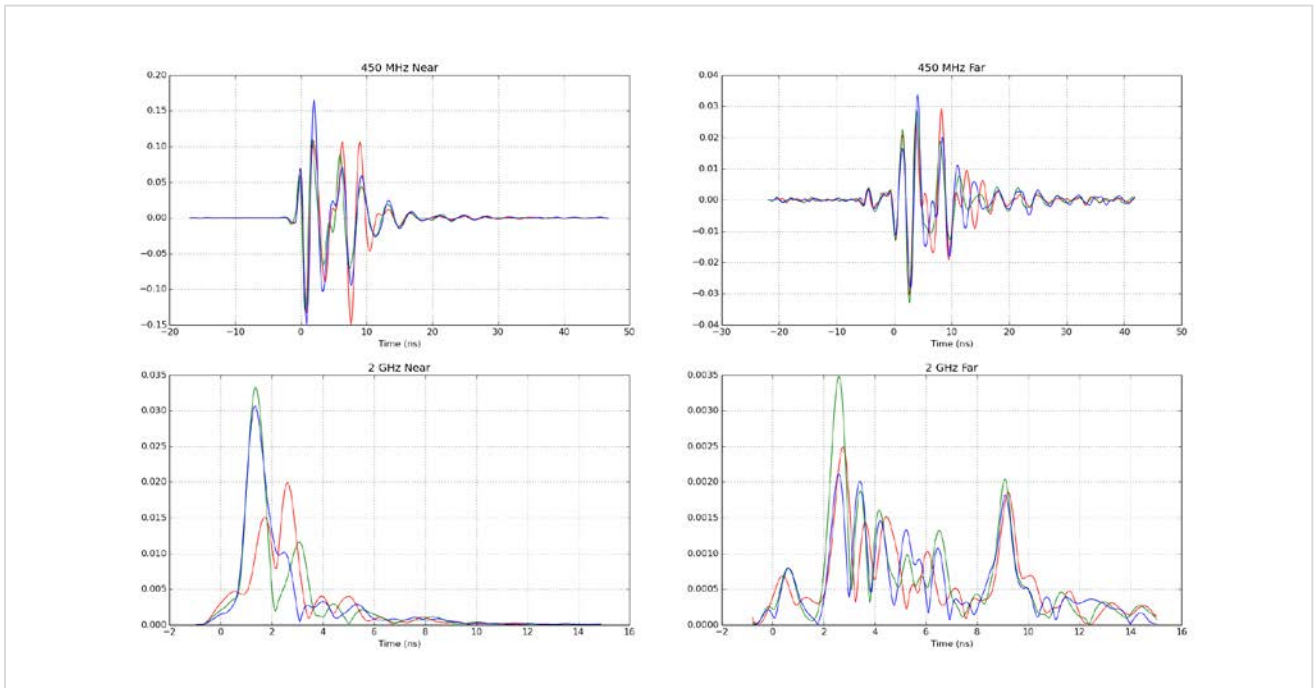 450 MHz Near
0.20
0.15
0.10
0.05
0.00
−0.05
−0.10
−0.15
−20 −10 0 10 20 30 40 50
Time (ns)
450 MHz Far
0.04
0.03
0.02
0.01
0.00
−0.01
−0.02
−0.03
−0.04
−30 −20 −10 0 10 20 30 40 50
Time (ns)
2 GHz Near
0.035
0.030
0.025
0.020
0.015
0.010
0.005
0.000
−2 0 2 4 6 8 10 12 14 16
Time (ns)
2 GHz Far
0.0035
0.0030
0.0025
0.0020
0.0015
0.0010
0.0005
0.0000
−2 0 2 4 6 8 10 12 14 16
Time (ns)